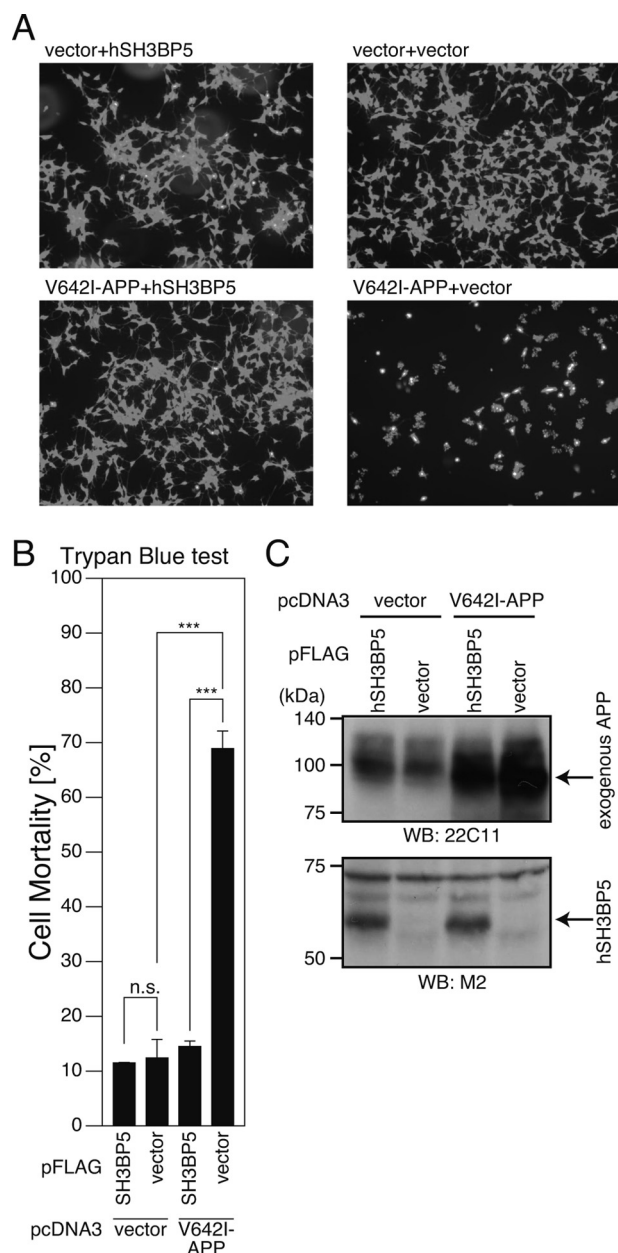 A
vector+hSH3BP5
vector+vector
V642I-APP+hSH3BP5
V642I-APP+vector
B
Trypan Blue test
Cell Mortality [%]
100
90
80
70
60
50
40
30
20
10
0
***
***
n.s.
pFLAG
SH3BP5
vector
SH3BP5
vector
pcDNA3
vector
V642I-
APP
C
pcDNA3
vector
V642I-APP
pFLAG
hSH3BP5
vector
hSH3BP5
vector
(kDa)
140
100
75
exogenous APP
WB: 22C11
75
50
hSH3BP5
WB: M2